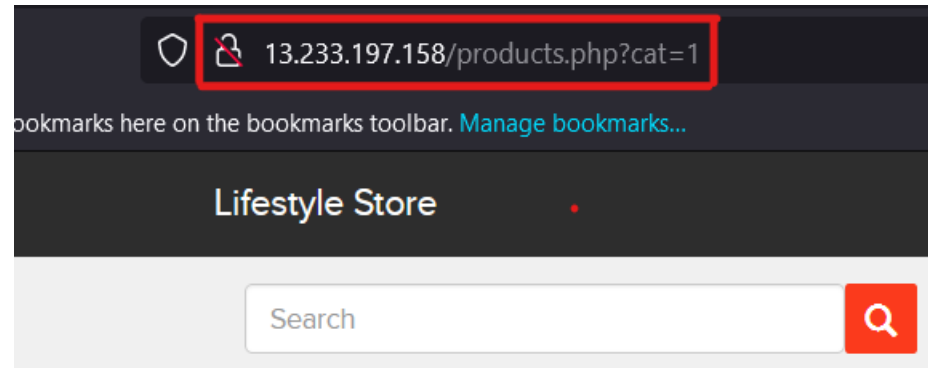 13.233.197.158/products.php?cat=1
ookmarks here on the bookmarks toolbar. Manage bookmarks...
Lifestyle Store
Search